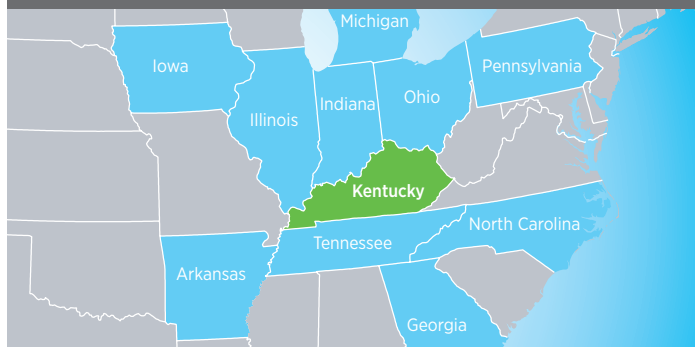 Michigan
Iowa
Pennsylvania
Ohio
Indiana
Illinois
Kentucky
North Carolina
Tennessee
Arkansas
Georgia